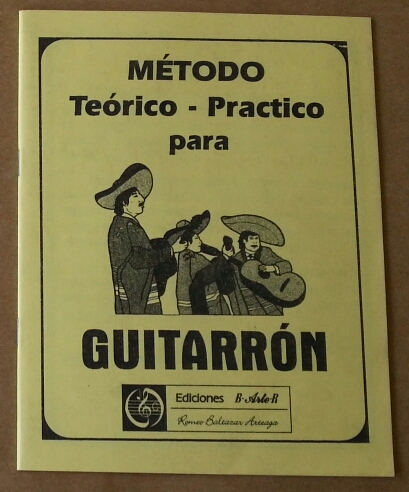 MÉTODO
Teórico - Practico
para
GUITARRÓN
Ediciones B-Arte-R
Romeo Baltazar Arteaga